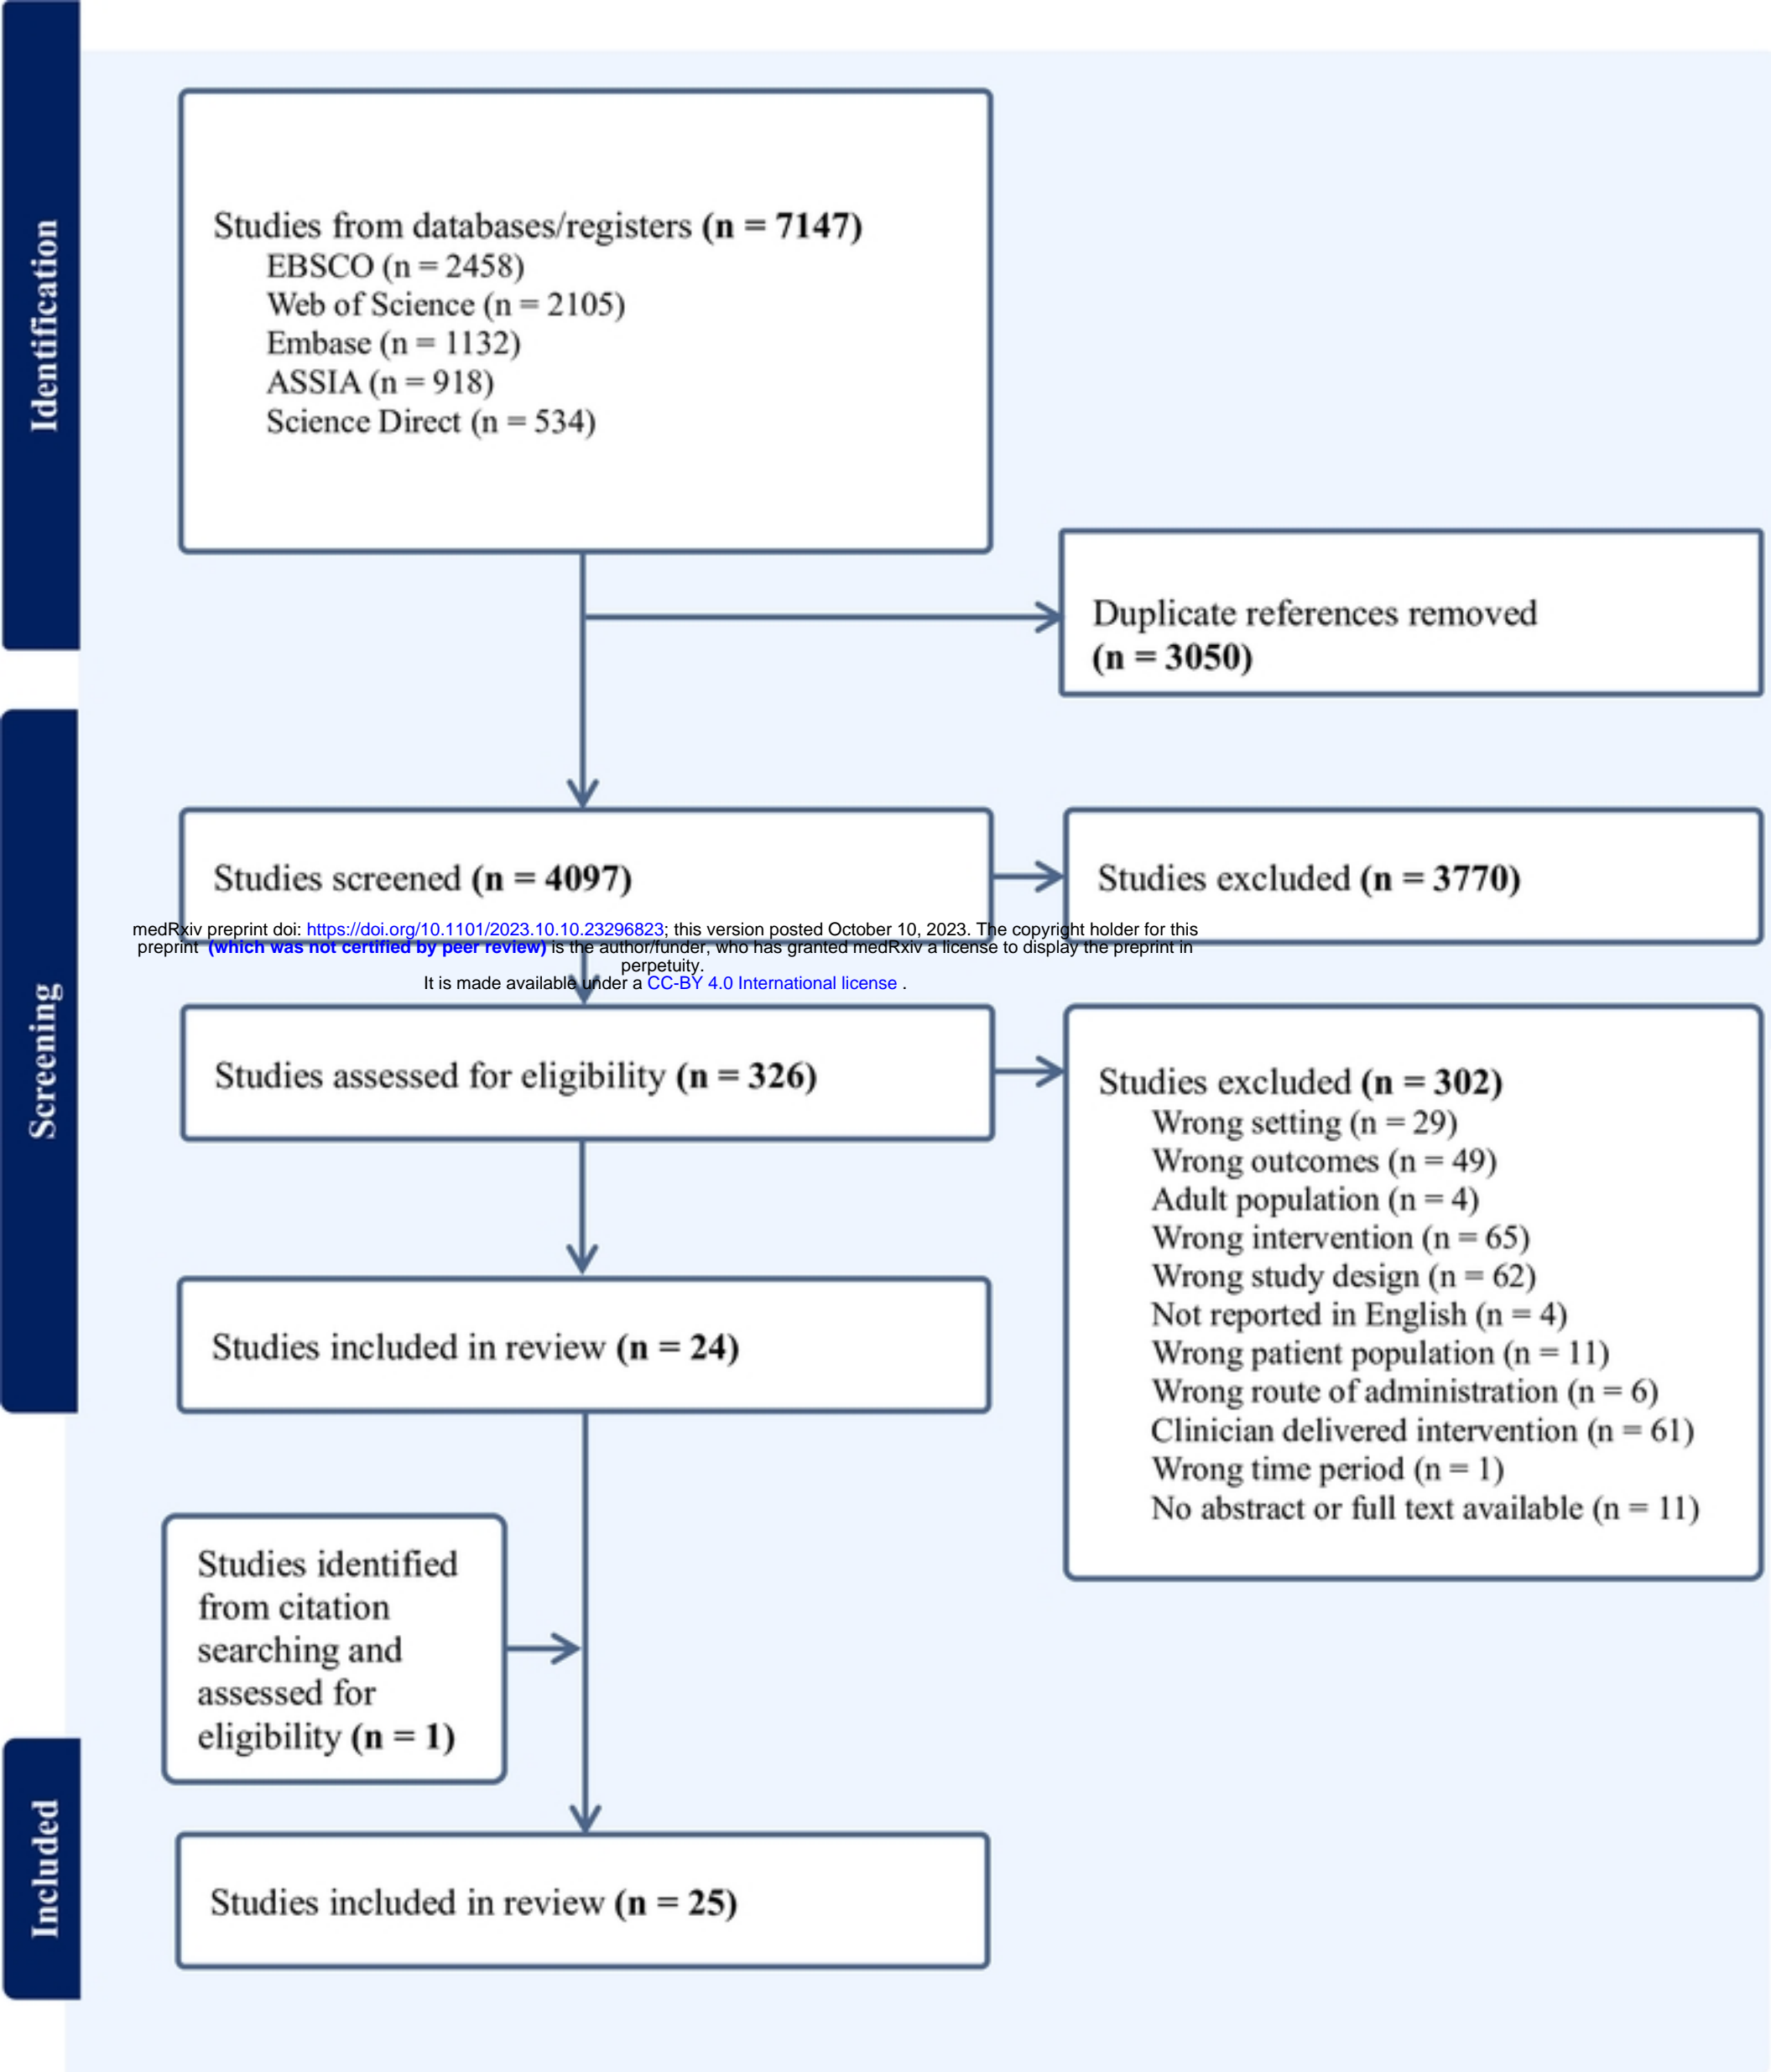 Identification
Studies from databases/registers (n = 7147)
EBSCO (n = 2458)
Web of Science (n = 2105)
Embase (n = 1132)
ASSIA (n = 918)
Science Direct (n = 534)
Duplicate references removed
(n = 3050)
Screening
Studies screened (n = 4097)
Studies excluded (n = 3770)
medRxiv preprint doi: https://doi.org/10.1101/2023.10.10.23296823; this version posted October 10, 2023. The copyright holder for this
preprint (which was not certified by peer review) is the author/funder, who has granted medRxiv a license to display the preprint in
perpetuity.
It is made available under a CC-BY 4.0 International license .
Studies assessed for eligibility (n = 326)
Studies excluded (n = 302)
Wrong setting (n = 29)
Wrong outcomes (n = 49)
Adult population (n = 4)
Wrong intervention (n = 65)
Wrong study design (n = 62)
Not reported in English (n = 4)
Wrong patient population (n = 11)
Wrong route of administration (n = 6)
Clinician delivered intervention (n = 61)
Wrong time period (n = 1)
No abstract or full text available (n = 11)
Studies included in review (n = 24)
Studies identified
from citation
searching and
assessed for
eligibility (n = 1)
Included
Studies included in review (n = 25)